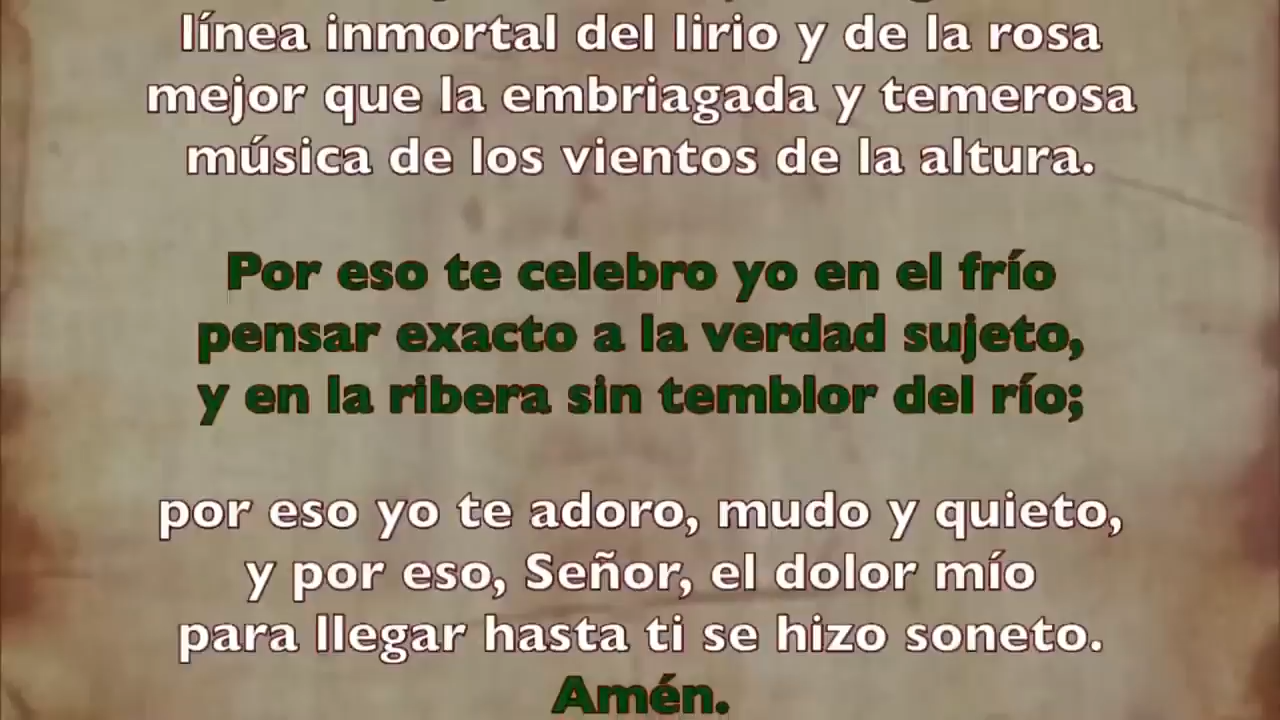 línea inmortal del lirio y de la rosa
mejor que la embriagada y temerosa
música de los vientos de la altura.
Por eso te celebro yo en el frío
pensar exacto a la verdad sujeto,
y en la ribera sin temblor del río;
por eso yo te adoro, mudo y quieto,
y por eso, Señor, el dolor mío
para llegar hasta ti se hizo soneto.
Amén.